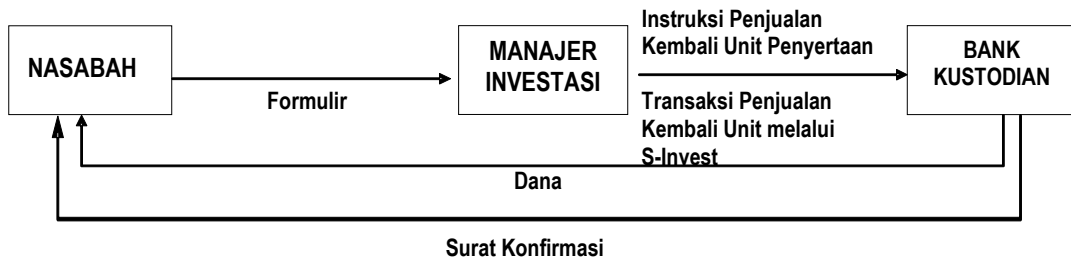 NASABAH
Formulir
MANAJER
INVESTASI
Instruksi Penjualan
Kembali Unit Penyertaan
Transaksi Penjualan
Kembali Unit melalui
S-Invest
BANK
KUSTODIAN
Dana
Surat Konfirmasi